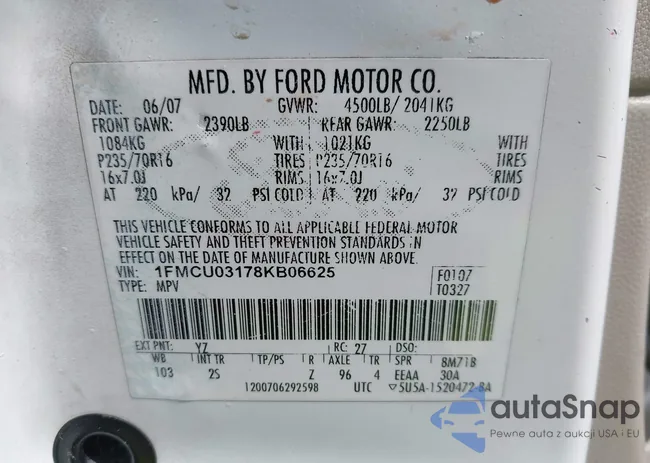 MFD. BY FORD MOTOR CO.
DATE: 06/07 GVWR: 4500LB/ 2041KG
FRONT GAWR: 2390LB REAR GAWR: 2250LB
1084KG WITH 1021KG WITH
P235/70R16 TIRES P235/70R16 TIRES
16x7.0J RIMS 16x7.0J RIMS
AT 220 kPa/ 32 PSI COLD AT 220 kPa/ 32 PSI COLD
THIS VEHICLE CONFORMS TO ALL APPLICABLE FEDERAL MOTOR
VEHICLE SAFETY AND THEFT PREVENTION STANDARDS IN
EFFECT ON THE DATE OF MANUFACTURE SHOWN ABOVE.
VIN: 1FMCU03178KB06625 F0107
TYPE: MPV T0327
EXT PNT: YZ RC: 27 DSO:
WB INT TR TP/PS R AXLE TR SPR 8M71B
103 2S Z 96 4 EEAA 30A
1200706292598 UTC 5U5A-1520472-BA
autaSnap
Pewne auta z aukcji USA i EU